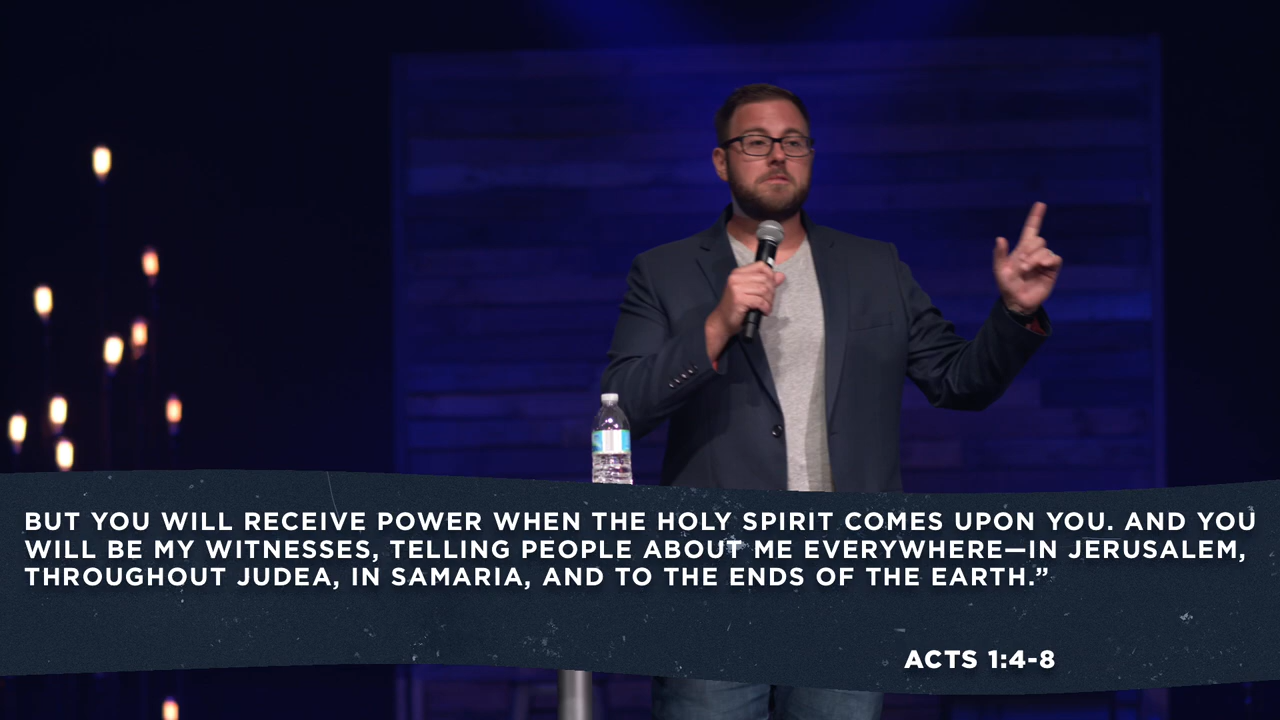 BUT YOU WILL RECEIVE POWER WHEN THE HOLY SPIRIT COMES UPON YOU. AND YOU
WILL BE MY WITNESSES, TELLING PEOPLE ABOUT ME EVERYWHERE—IN JERUSALEM,
THROUGHOUT JUDEA, IN SAMARIA, AND TO THE ENDS OF THE EARTH.”
ACTS 1:4-8